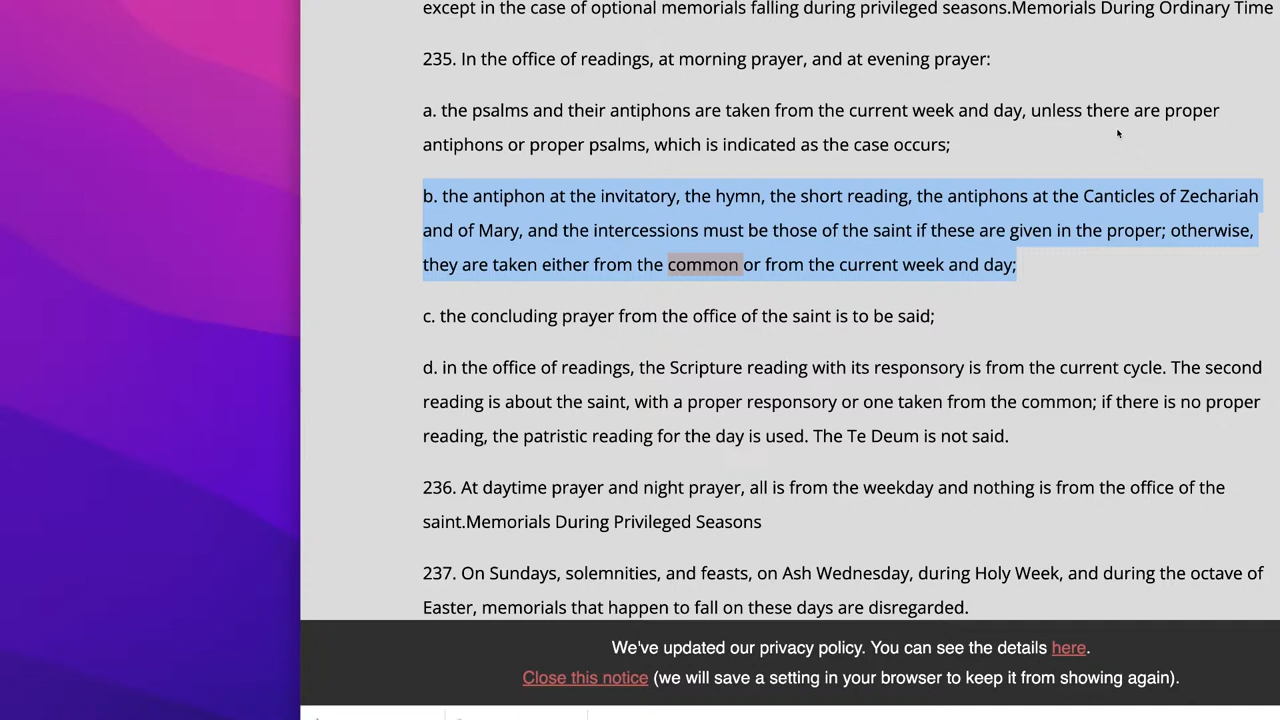 except in the case of optional memorials falling during privileged seasons.Memorials During Ordinary Time
235. In the office of readings, at morning prayer, and at evening prayer:
a. the psalms and their antiphons are taken from the current week and day, unless there are proper
antiphons or proper psalms, which is indicated as the case occurs;
b. the antiphon at the invitatory, the hymn, the short reading, the antiphons at the Canticles of Zechariah
and of Mary, and the intercessions must be those of the saint if these are given in the proper; otherwise,
they are taken either from the common or from the current week and day;
c. the concluding prayer from the office of the saint is to be said;
d. in the office of readings, the Scripture reading with its responsory is from the current cycle. The second
reading is about the saint, with a proper responsory or one taken from the common; if there is no proper
reading, the patristic reading for the day is used. The Te Deum is not said.
236. At daytime prayer and night prayer, all is from the weekday and nothing is from the office of the
saint.Memorials During Privileged Seasons
237. On Sundays, solemnities, and feasts, on Ash Wednesday, during Holy Week, and during the octave of
Easter, memorials that happen to fall on these days are disregarded.
We've updated our privacy policy. You can see the details here.
Close this notice (we will save a setting in your browser to keep it from showing again).